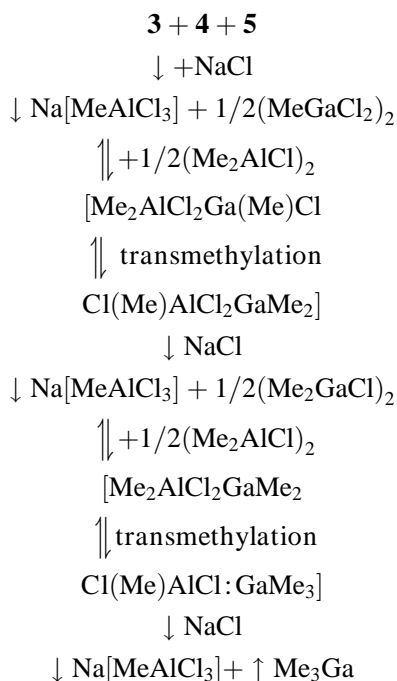 3 + 4 + 5
↓ +NaCl
↓ Na[MeAlCl₃] + 1/2(MeGaCl₂)₂
⇅ +1/2(Me₂AlCl)₂
[Me₂AlCl₂Ga(Me)Cl
⇅ transmethylation
Cl(Me)AlCl₂GaMe₂]
↓ NaCl
↓ Na[MeAlCl₃] + 1/2(Me₂GaCl)₂
⇅ +1/2(Me₂AlCl)₂
[Me₂AlCl₂GaMe₂
⇅ transmethylation
Cl(Me)AlCl:GaMe₃]
↓ NaCl
↓ Na[MeAlCl₃]+ ↑ Me₃Ga